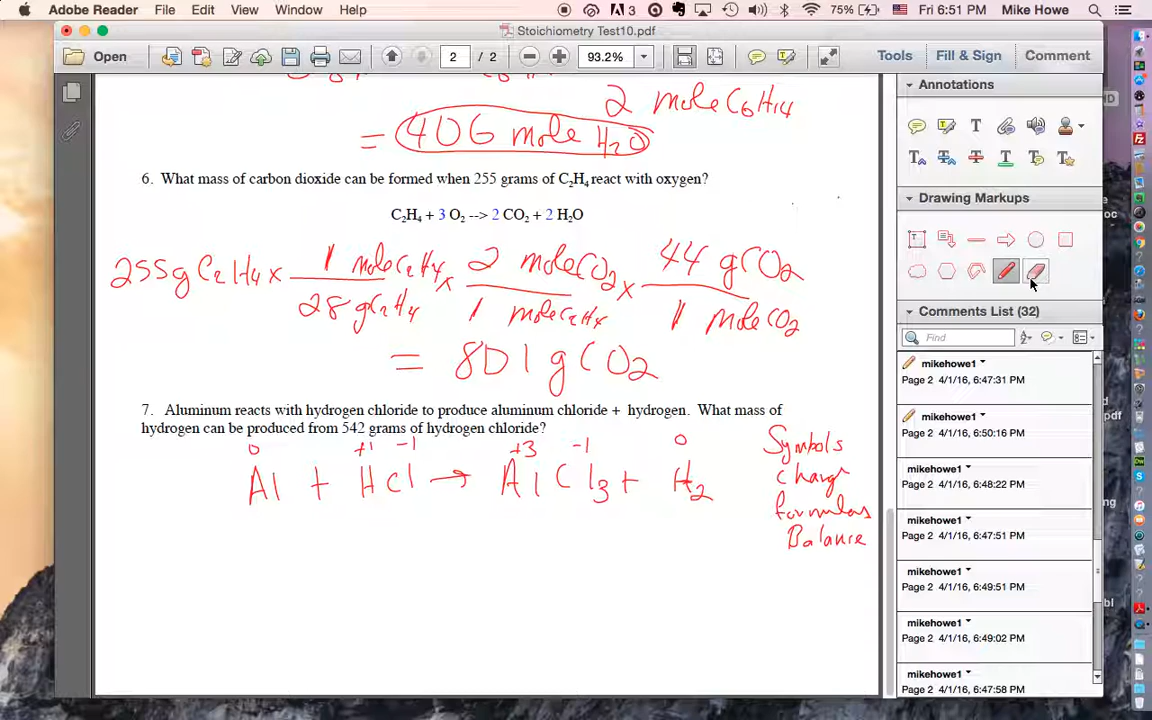 Adobe Reader File Edit View Window Help 3 75% Fri 6:51 PM Mike Howe
Stoichiometry Test10.pdf
Open 2 / 2 93.2% Tools Fill & Sign Comment
2 mole C6H14
= 406 mole H2O
6. What mass of carbon dioxide can be formed when 255 grams of C2H4 react with oxygen?
C2H4 + 3 O2 --> 2 CO2 + 2 H2O
255g C2H4 x 1 mole C2H4 x 2 mole CO2 x 44 g CO2
28 g C2H4 1 mole C2H4 1 mole CO2
= 801 g CO2
7. Aluminum reacts with hydrogen chloride to produce aluminum chloride + hydrogen. What mass of
hydrogen can be produced from 542 grams of hydrogen chloride?
0 +1 -1 +3 -1 0
Al + HCl → AlCl3 + H2
Symbols
charge
formulas
Balance
Annotations
T
T T T T
Drawing Markups
Comments List (32)
Find
mikehowe1
Page 2 4/1/16, 6:47:31 PM
mikehowe1
Page 2 4/1/16, 6:50:16 PM
mikehowe1
Page 2 4/1/16, 6:48:22 PM
mikehowe1
Page 2 4/1/16, 6:47:51 PM
mikehowe1
Page 2 4/1/16, 6:49:51 PM
mikehowe1
Page 2 4/1/16, 6:49:02 PM
mikehowe1
Page 2 4/1/16, 6:47:58 PM